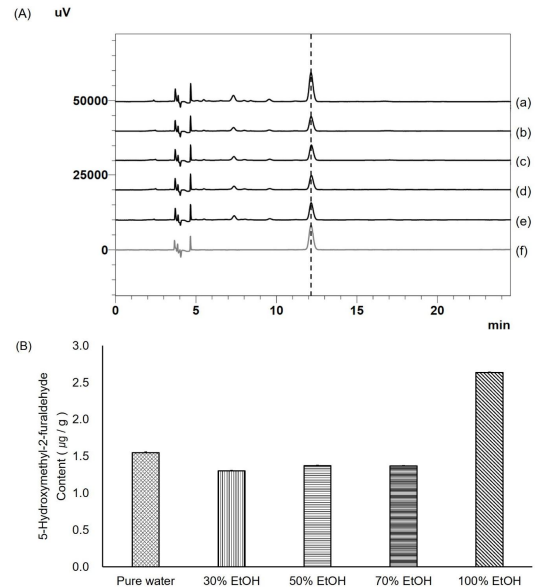 (A) uV
50000
25000
0
(a)
(b)
(c)
(d)
(e)
(f)
0 5 10 15 20
min
(B)
5-Hydroxymethyl-2-furaldehyde
Content ( μg / g )
3.0
2.5
2.0
1.5
1.0
0.5
0.0
Pure water 30% EtOH 50% EtOH 70% EtOH 100% EtOH